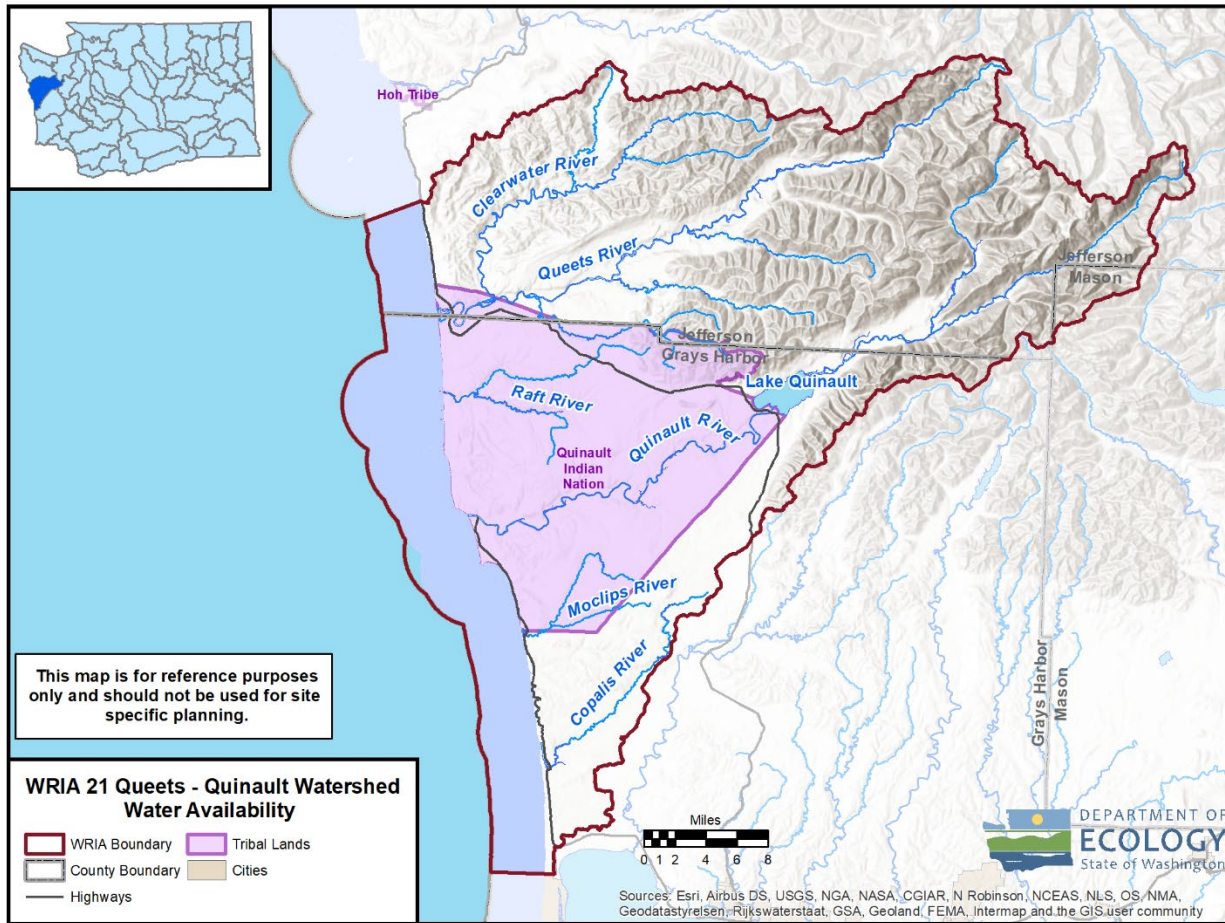 Hoh Tribe
Clearwater River
Queets River
Jefferson
Mason
Jefferson
Grays Harbor
Lake Quinault
Raft River
Quinault River
Quinault
Indian
Nation
Moclips River
Copalis River
Grays Harbor
Mason
This map is for reference purposes
only and should not be used for site
specific planning.
WRIA 21 Queets - Quinault Watershed
Water Availability
WRIA Boundary
Tribal Lands
County Boundary
Cities
Highways
Miles
0 1 2 4 6 8
DEPARTMENT OF
ECOLOGY
State of Washington
Sources: Esri, Airbus DS, USGS, NGA, NASA, CGIAR, N Robinson, NCEAS, NLS, OS, NMA,
Geodatastyrelsen, Rijkswaterstaat, GSA, Geoland, FEMA, Intermap and the GIS user community